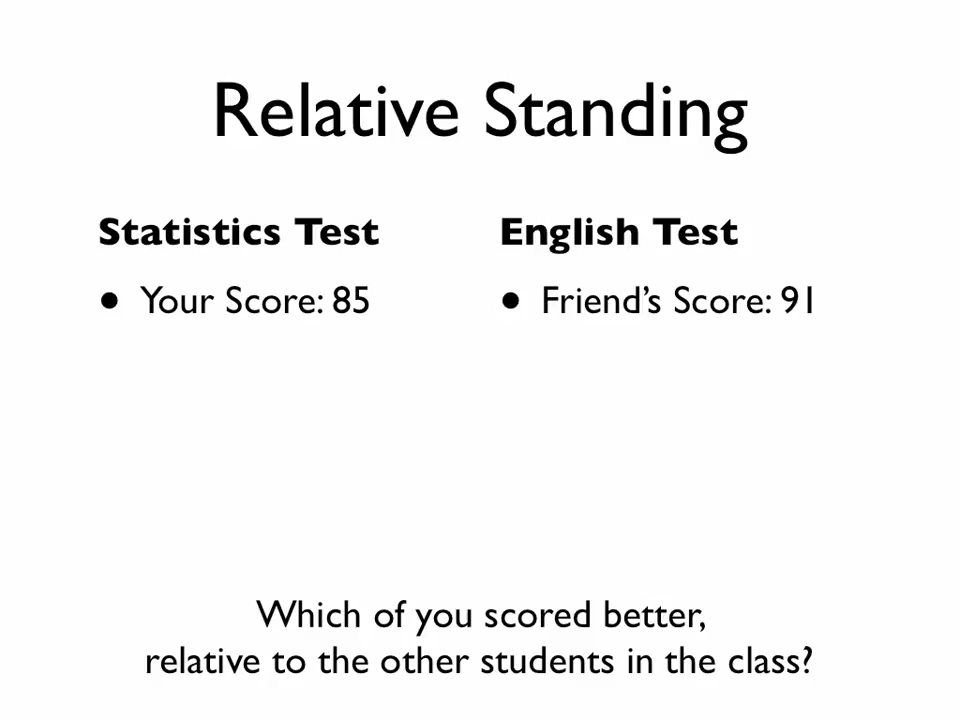 Relative Standing
Statistics Test
• Your Score: 85
English Test
• Friend’s Score: 91
Which of you scored better,
relative to the other students in the class?